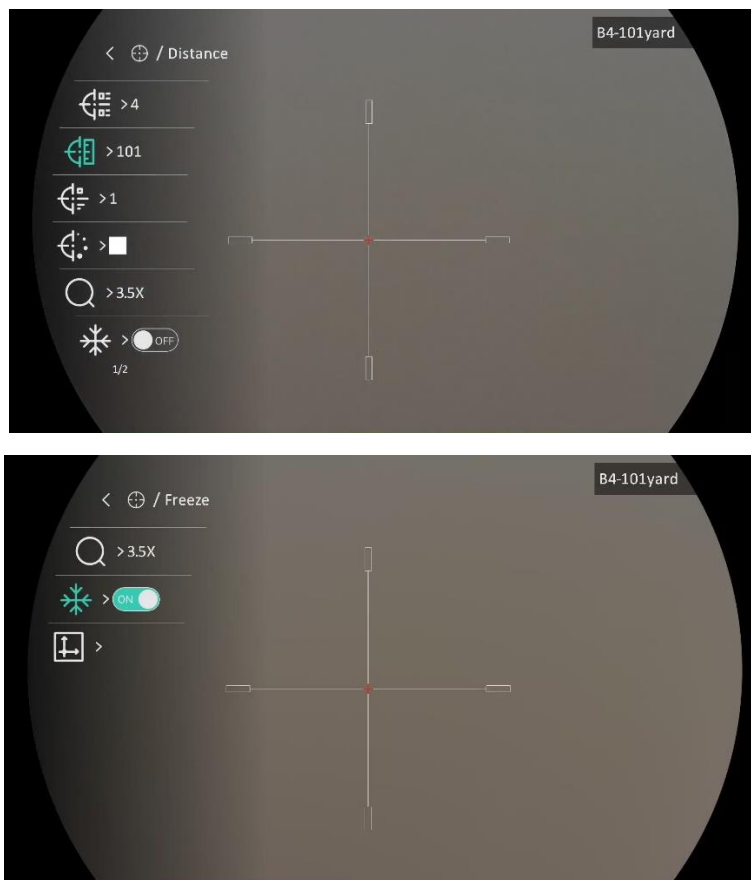 B4-101yard
< / Distance
>4
>101
>1
>
>3.5X
> OFF
1/2
B4-101yard
< / Freeze
>3.5X
> ON
>